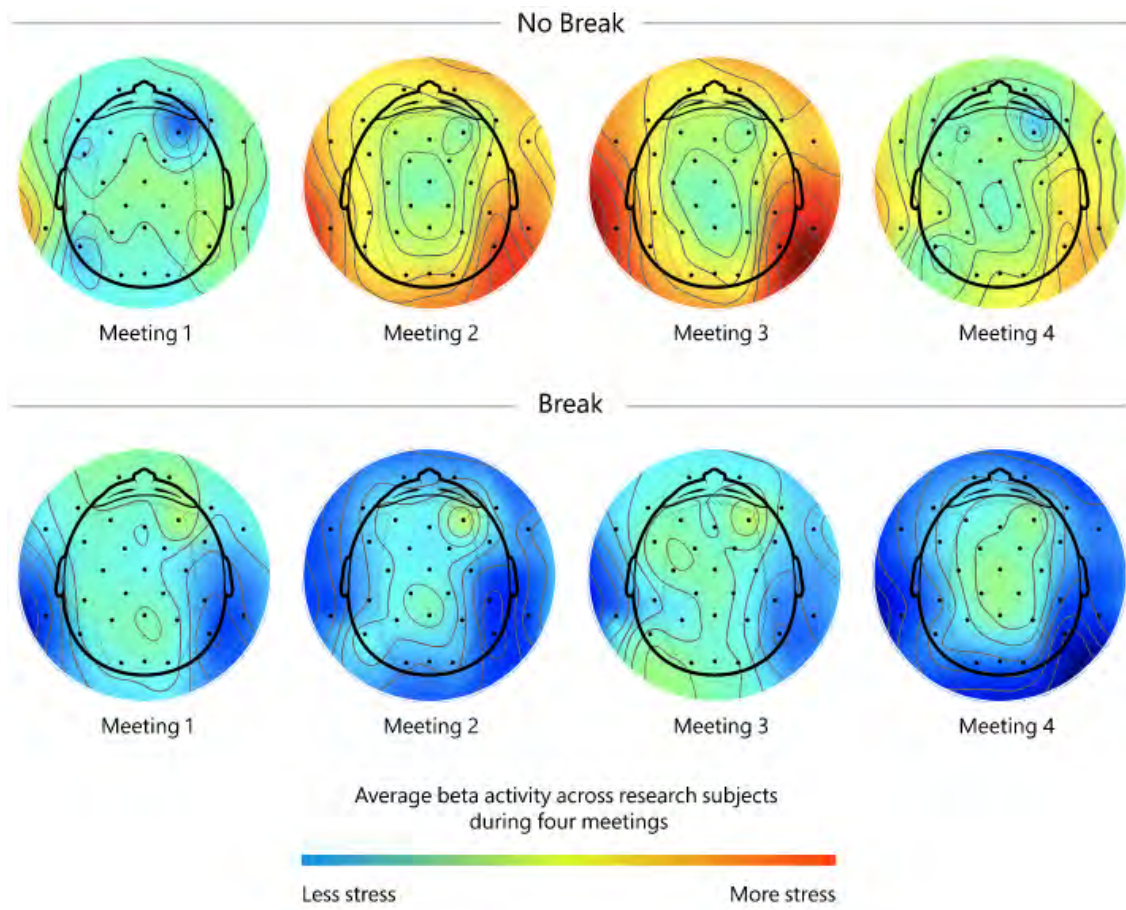 No Break
Meeting 1
Meeting 2
Meeting 3
Meeting 4
Break
Meeting 1
Meeting 2
Meeting 3
Meeting 4
Average beta activity across research subjects
during four meetings
Less stress
More stress